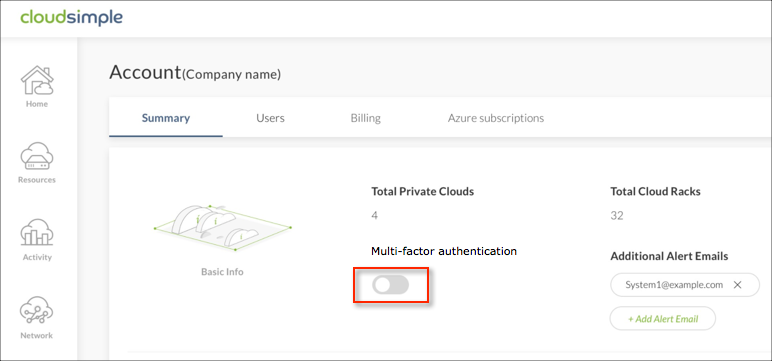 cloudsimple
Home
Resources
Activity
Network
Account(Company name)
Summary Users Billing Azure subscriptions
Basic Info
Total Private Clouds
4
Multi-factor authentication
Total Cloud Racks
32
Additional Alert Emails
System1@example.com ×
+ Add Alert Email